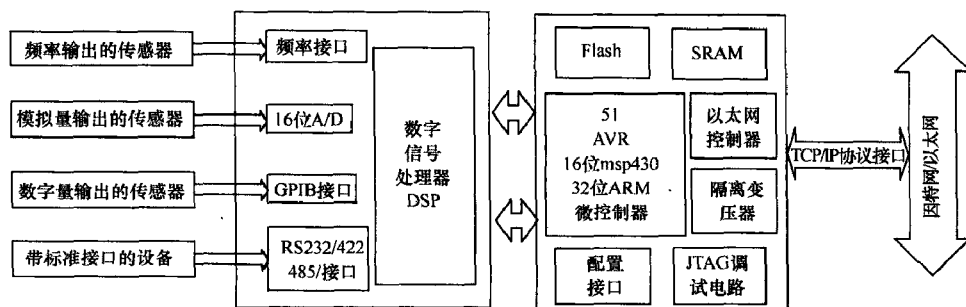 频率输出的传感器
模拟量输出的传感器
数字量输出的传感器
带标准接口的设备
频率接口
16位A/D
GPIB接口
RS232/422
485/接口
数字
信号
处理器
DSP
Flash
SRAM
51
AVR
16位msp430
32位ARM
微控制器
以太网
控制器
隔离变
压器
配置
接口
JTAG调
试电路
TCP/IP协议接口
因特网/以太网